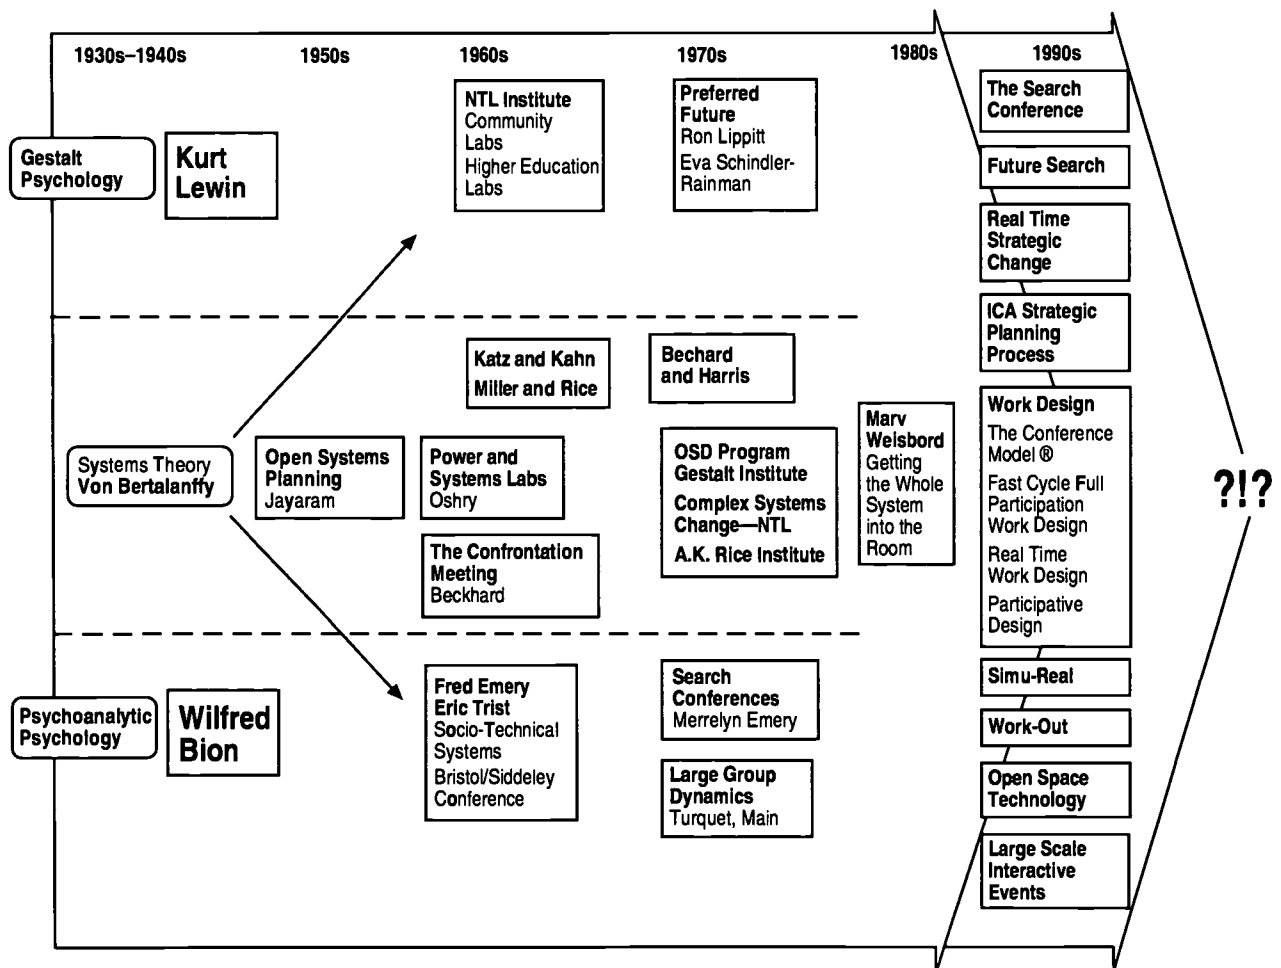 1930s–1940s
1950s
1960s
1970s
1980s
1990s
Gestalt
Psychology
Kurt
Lewin
NTL Institute
Community
Labs
Higher Education
Labs
Preferred
Future
Ron Lippitt
Eva Schindler-
Rainman
Systems Theory
Von Bertalanffy
Open Systems
Planning
Jayaram
Katz and Kahn
Miller and Rice
Power and
Systems Labs
Oshry
The Confrontation
Meeting
Beckhard
Bechard
and Harris
OSD Program
Gestalt Institute
Complex Systems
Change—NTL
A.K. Rice Institute
Marv
Weisbord
Getting
the Whole
System
into the
Room
Psychoanalytic
Psychology
Wilfred
Bion
Fred Emery
Eric Trist
Socio-Technical
Systems
Bristol/Siddeley
Conference
Search
Conferences
Merrelyn Emery
Large Group
Dynamics
Turquet, Main
The Search
Conference
Future Search
Real Time
Strategic
Change
ICA Strategic
Planning
Process
Work Design
The Conference
Model ®
Fast Cycle Full
Participation
Work Design
Real Time
Work Design
Participative
Design
Simu-Real
Work-Out
Open Space
Technology
Large Scale
Interactive
Events
?!?